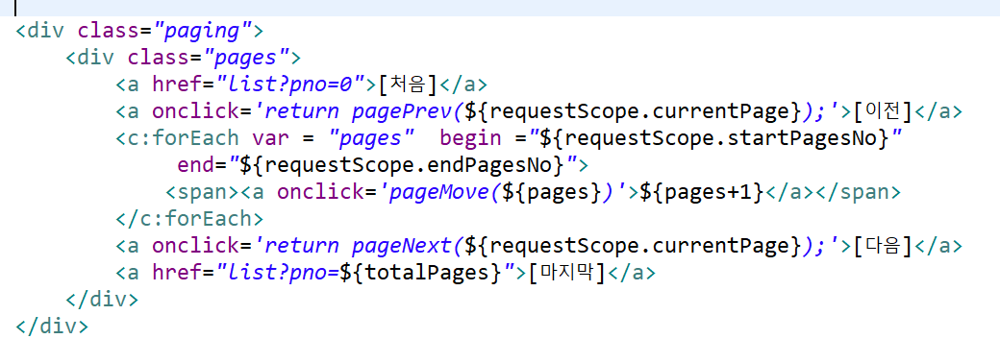 <div class="paging">
    <div class="pages">
        <a href="list?pno=0">[처음]</a>
        <a onclick='return pagePrev(${requestScope.currentPage});'>[이전]</a>
        <c:forEach var = "pages"  begin ="${requestScope.startPagesNo}"
             end="${requestScope.endPagesNo}">
            <span><a onclick='pageMove(${pages})'>${pages+1}</a></span>
        </c:forEach>
        <a onclick='return pageNext(${requestScope.currentPage});'>[다음]</a>
        <a href="list?pno=${totalPages}">[마지막]</a>
    </div>
</div>